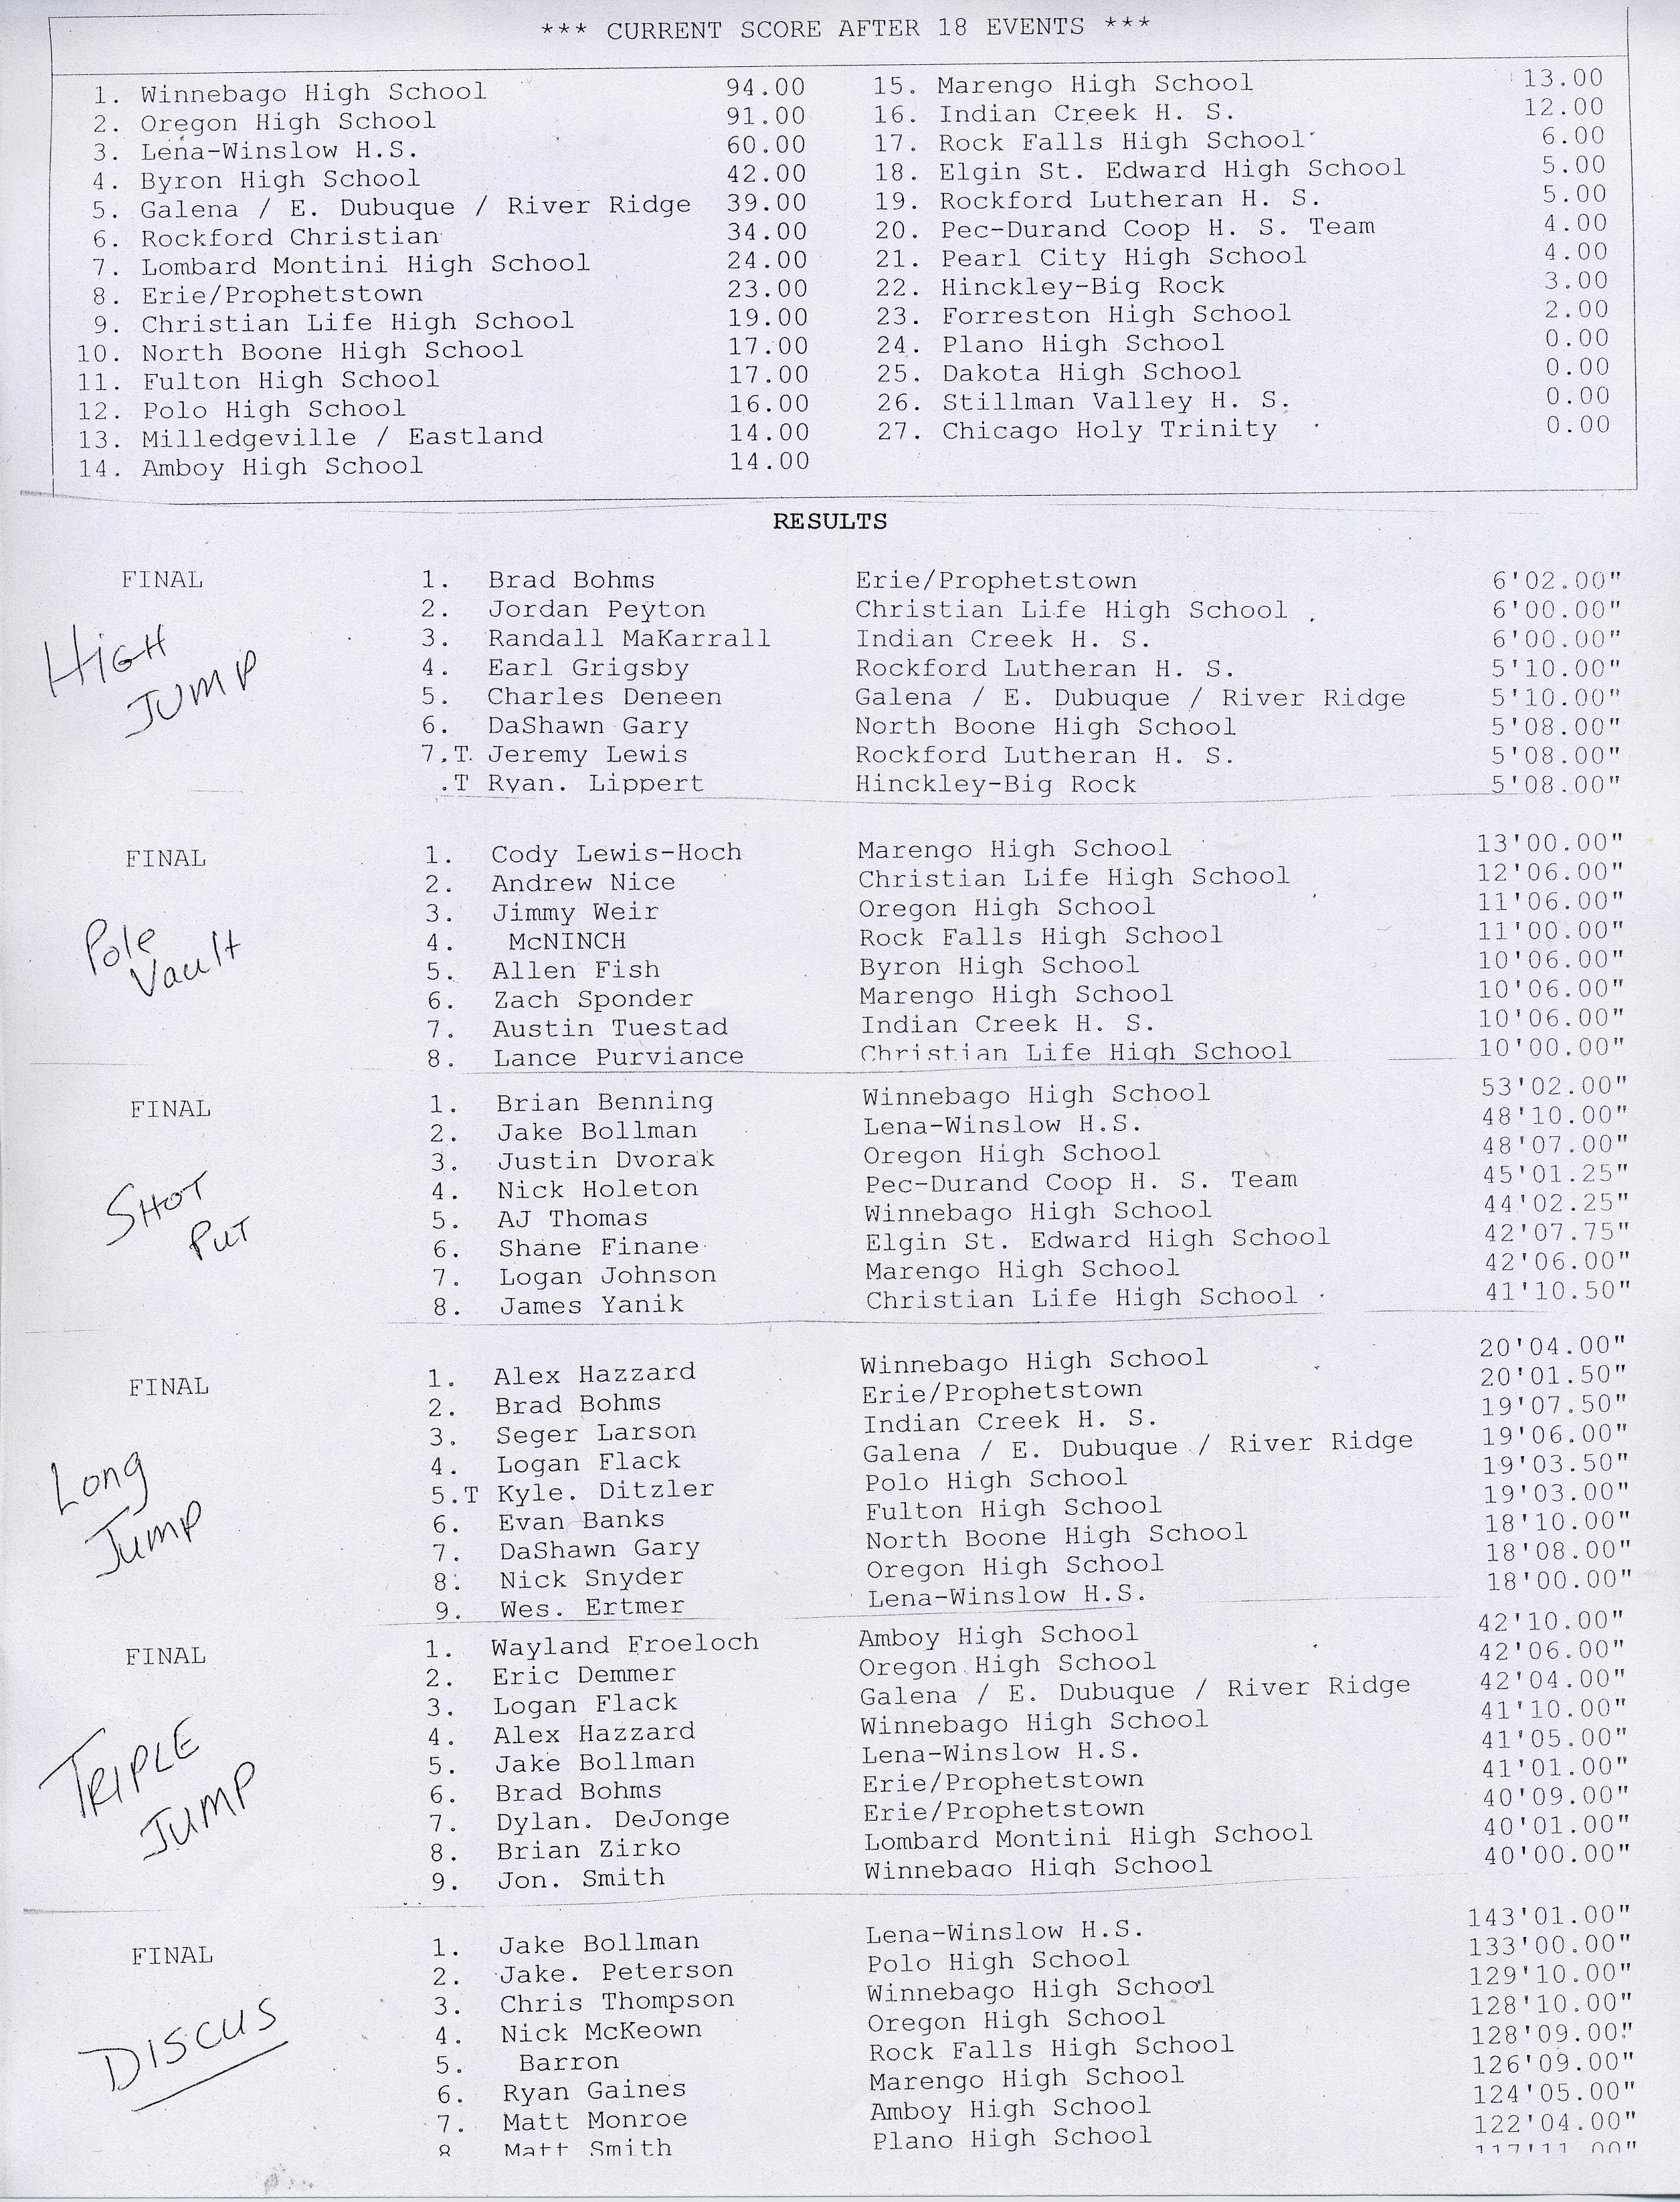 *** CURRENT SCORE AFTER 18 EVENTS ***
1. Winnebago High School 94.00 15. Marengo High School 13.00
2. Oregon High School 91.00 16. Indian Creek H. S. 12.00
3. Lena-Winslow H.S. 60.00 17. Rock Falls High School 6.00
4. Byron High School 42.00 18. Elgin St. Edward High School 5.00
5. Galena / E. Dubuque / River Ridge 39.00 19. Rockford Lutheran H. S. 5.00
6. Rockford Christian 34.00 20. Pec-Durand Coop H. S. Team 4.00
7. Lombard Montini High School 24.00 21. Pearl City High School 4.00
8. Erie/Prophetstown 23.00 22. Hinckley-Big Rock 3.00
9. Christian Life High School 19.00 23. Forreston High School 2.00
10. North Boone High School 17.00 24. Plano High School 0.00
11. Fulton High School 17.00 25. Dakota High School 0.00
12. Polo High School 16.00 26. Stillman Valley H. S. 0.00
13. Milledgeville / Eastland 14.00 27. Chicago Holy Trinity 0.00
14. Amboy High School 14.00
RESULTS
FINAL 1. Brad Bohms Erie/Prophetstown 6'02.00"
2. Jordan Peyton Christian Life High School 6'00.00"
HIGH 3. Randall MaKarrall Indian Creek H. S. 6'00.00"
JUMP 4. Earl Grigsby Rockford Lutheran H. S. 5'10.00"
5. Charles Deneen Galena / E. Dubuque / River Ridge 5'10.00"
6. DaShawn Gary North Boone High School 5'08.00"
7.T. Jeremy Lewis Rockford Lutheran H. S. 5'08.00"
.T Ryan. Lippert Hinckley-Big Rock 5'08.00"
FINAL 1. Cody Lewis-Hoch Marengo High School 13'00.00"
2. Andrew Nice Christian Life High School 12'06.00"
3. Jimmy Weir Oregon High School 11'06.00"
Pole 4. McNINCH Rock Falls High School 11'00.00"
Vault 5. Allen Fish Byron High School 10'06.00"
6. Zach Sponder Marengo High School 10'06.00"
7. Austin Tuestad Indian Creek H. S. 10'06.00"
8. Lance Purviance Christian Life High School 10'00.00"
FINAL 1. Brian Benning Winnebago High School 53'02.00"
2. Jake Bollman Lena-Winslow H.S. 48'10.00"
3. Justin Dvorak Oregon High School 48'07.00"
SHOT 4. Nick Holeton Pec-Durand Coop H. S. Team 45'01.25"
PUT 5. AJ Thomas Winnebago High School 44'02.25"
6. Shane Finane Elgin St. Edward High School 42'07.75"
7. Logan Johnson Marengo High School 42'06.00"
8. James Yanik Christian Life High School 41'10.50"
FINAL 1. Alex Hazzard Winnebago High School 20'04.00"
2. Brad Bohms Erie/Prophetstown 20'01.50"
3. Seger Larson Indian Creek H. S. 19'07.50"
Long 4. Logan Flack Galena / E. Dubuque / River Ridge 19'06.00"
Jump 5.T Kyle. Ditzler Polo High School 19'03.50"
6. Evan Banks Fulton High School 19'03.00"
7. DaShawn Gary North Boone High School 18'10.00"
8. Nick Snyder Oregon High School 18'08.00"
9. Wes. Ertmer Lena-Winslow H.S. 18'00.00"
FINAL 1. Wayland Froeloch Amboy High School 42'10.00"
2. Eric Demmer Oregon High School 42'06.00"
3. Logan Flack Galena / E. Dubuque / River Ridge 42'04.00"
4. Alex Hazzard Winnebago High School 41'10.00"
TRIPLE 5. Jake Bollman Lena-Winslow H.S. 41'05.00"
JUMP 6. Brad Bohms Erie/Prophetstown 41'01.00"
7. Dylan. DeJonge Erie/Prophetstown 40'09.00"
8. Brian Zirko Lombard Montini High School 40'01.00"
9. Jon. Smith Winnebago High School 40'00.00"
FINAL 1. Jake Bollman Lena-Winslow H.S. 143'01.00"
2. Jake. Peterson Polo High School 133'00.00"
3. Chris Thompson Winnebago High School 129'10.00"
DISCUS 4. Nick McKeown Oregon High School 128'10.00"
5. Barron Rock Falls High School 128'09.00"
6. Ryan Gaines Marengo High School 126'09.00"
7. Matt Monroe Amboy High School 124'05.00"
8 Matt Smith Plano High School 122'04.00"
117'11.00"